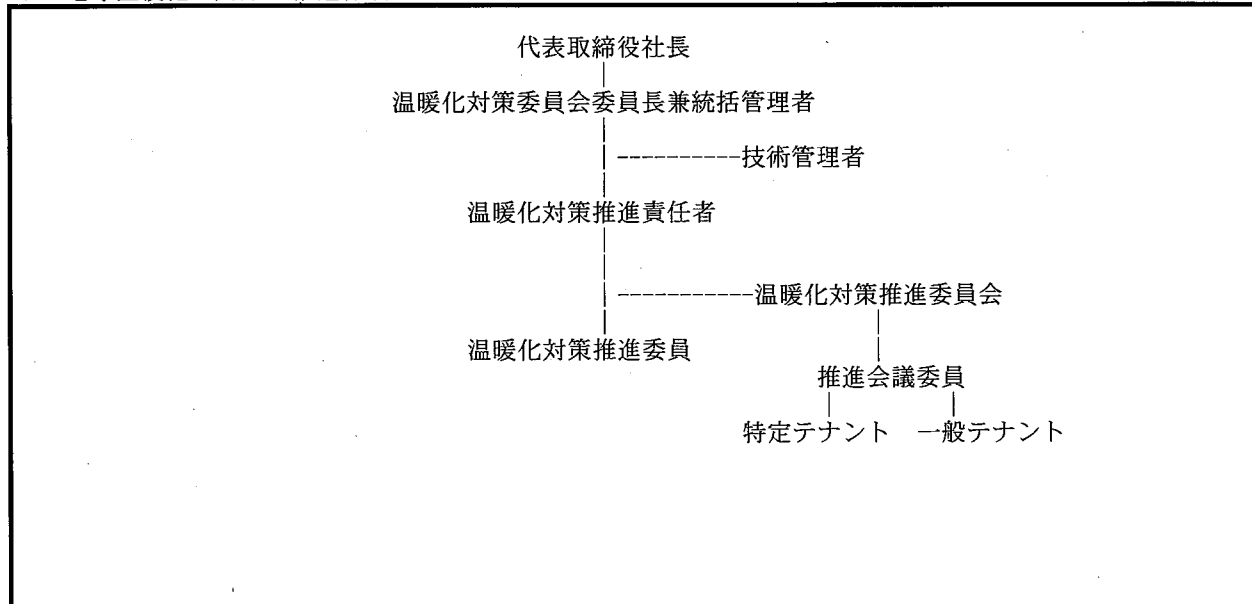 代表取締役社長
温暖化対策委員会委員長兼統括管理者
技術管理者
温暖化対策推進責任者
温暖化対策推進委員会
温暖化対策推進委員
推進会議委員
特定テナント 一般テナント